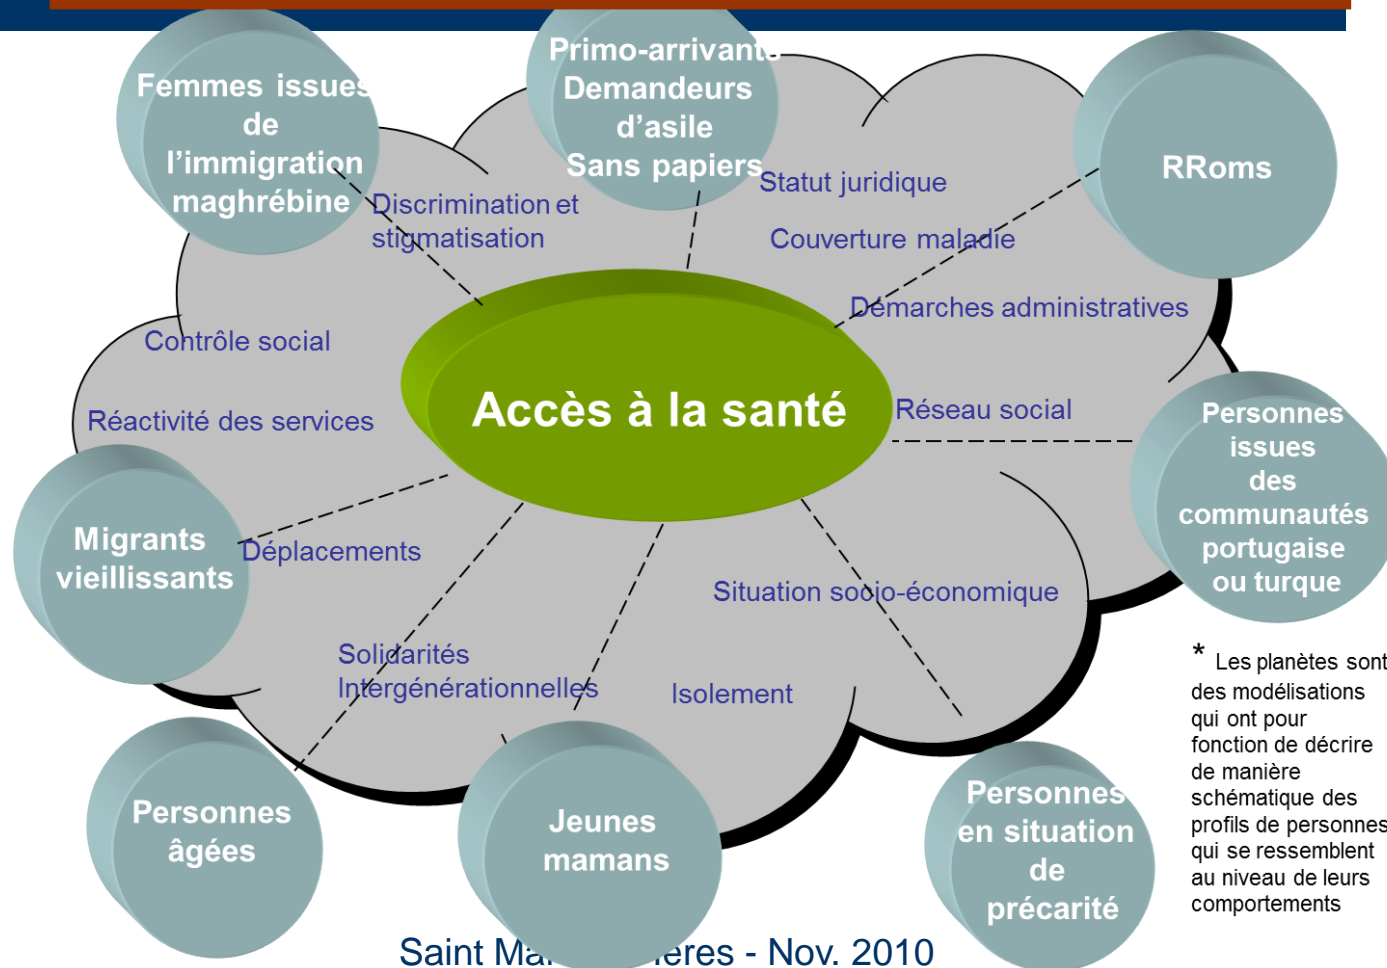 Femmes issues
de
l'immigration
maghrébine
Primo-arrivants
Demandeurs
d'asile
Sans papiers
RRoms
Discrimination et
stigmatisation
Statut juridique
Couverture maladie
Démarches administratives
Contrôle social
Réactivité des services
Accès à la santé
Réseau social
Personnes
issues
des
communautés
portugaise
ou turque
Migrants
vieillissants
Déplacements
Situation socio-économique
Solidarités
Intergénérationnelles
Isolement
* Les planètes sont
des modélisations
qui ont pour
fonction de décrire
de manière
schématique des
profils de personnes
qui se ressemblent
au niveau de leurs
comportements
Personnes
âgées
Jeunes
mamans
Personnes
en situation
de
précarité
Saint - Nov. 2010